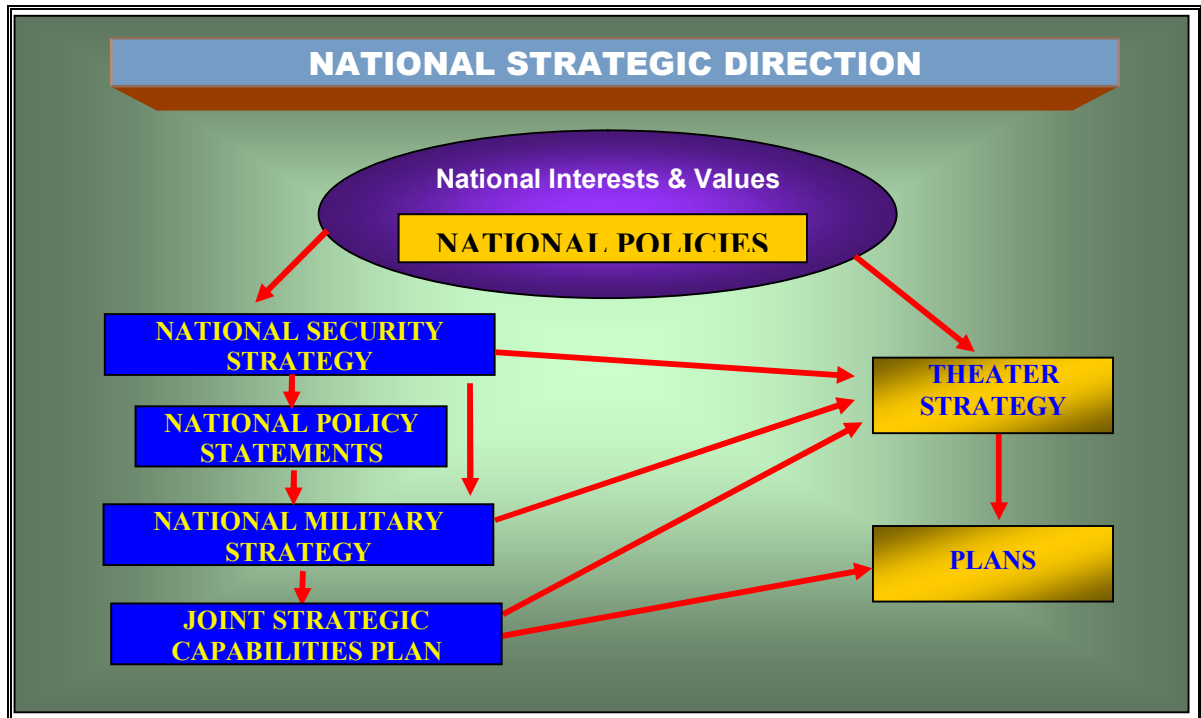 NATIONAL STRATEGIC DIRECTION
National Interests & Values
NATIONAL POLICIES
NATIONAL SECURITY
STRATEGY
NATIONAL POLICY
STATEMENTS
NATIONAL MILITARY
STRATEGY
JOINT STRATEGIC
CAPABILITIES PLAN
THEATER
STRATEGY
PLANS